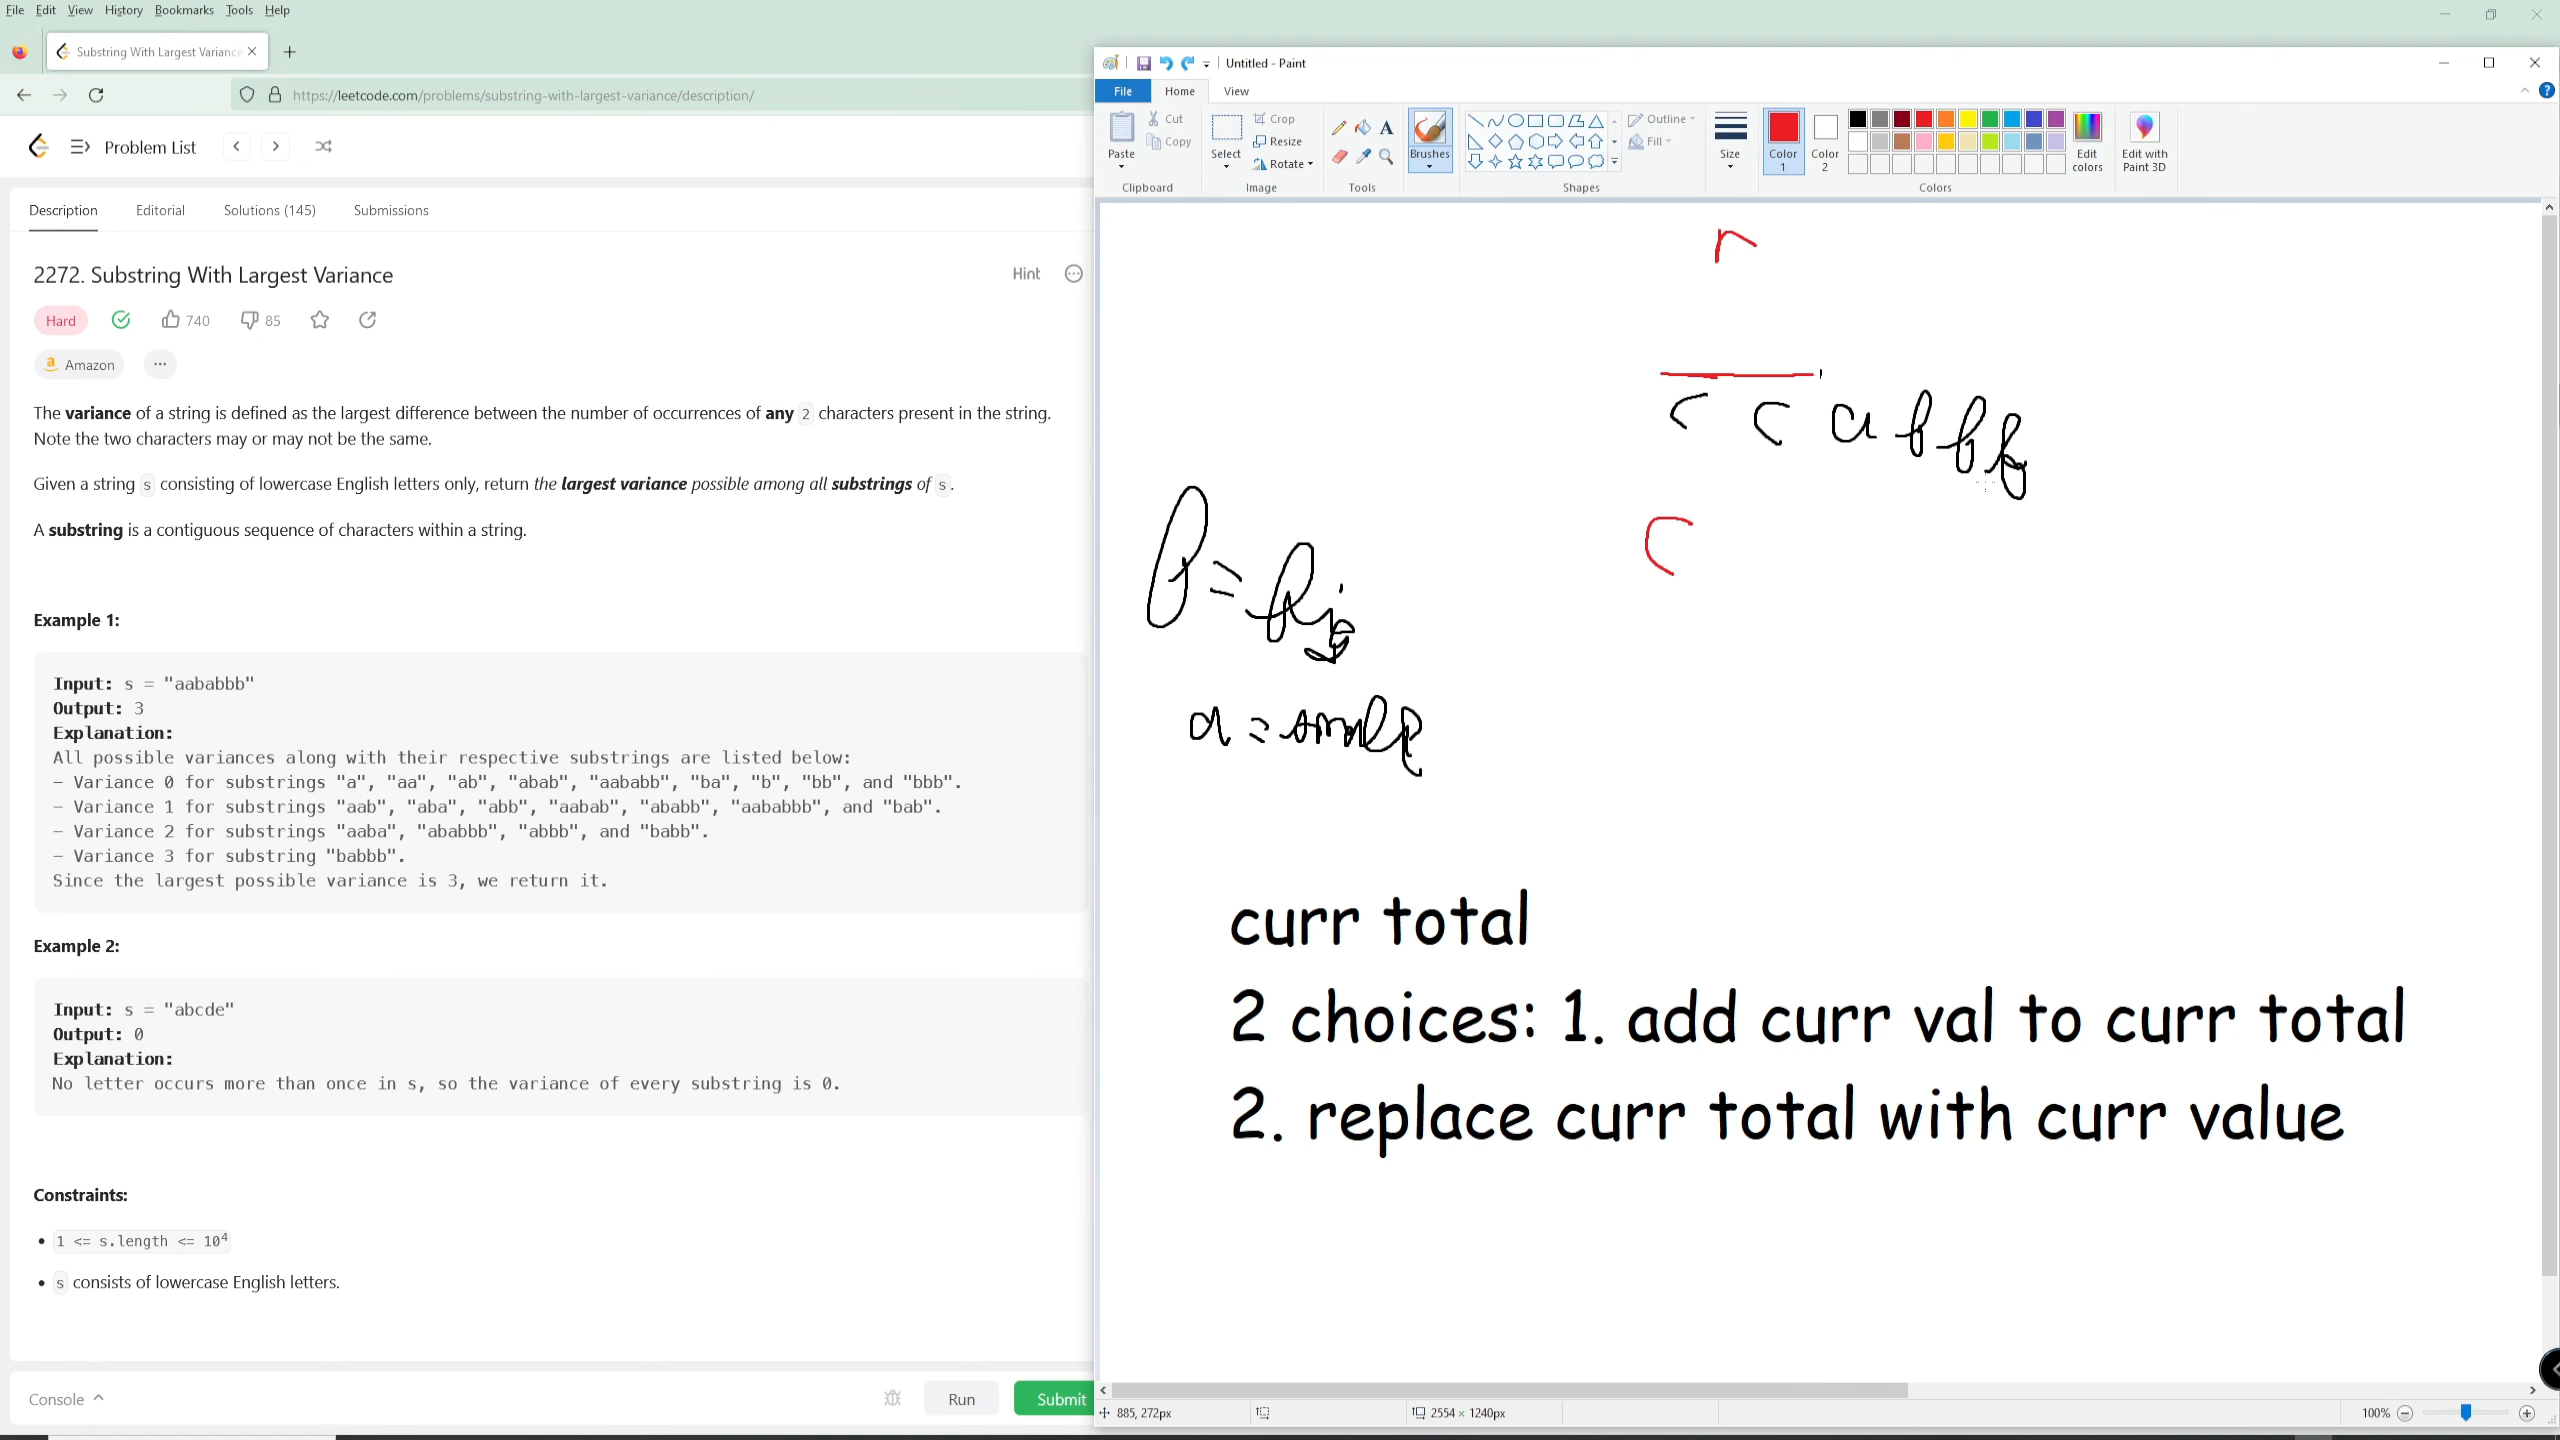 File Edit View History Bookmarks Tools Help
Substring With Largest Variance
https://leetcode.com/problems/substring-with-largest-variance/description/
Problem List
Description Editorial Solutions (145) Submissions
2272. Substring With Largest Variance
Hint
Hard 740 85
Amazon
The variance of a string is defined as the largest difference between the number of occurrences of any 2 characters present in the string.
Note the two characters may or may not be the same.
Given a string s consisting of lowercase English letters only, return the largest variance possible among all substrings of s.
A substring is a contiguous sequence of characters within a string.
Example 1:
Input: s = "aababbb"
Output: 3
Explanation:
All possible variances along with their respective substrings are listed below:
- Variance 0 for substrings "a", "aa", "ab", "abab", "aababb", "ba", "b", "bb", and "bbb".
- Variance 1 for substrings "aab", "aba", "abb", "aabab", "ababb", "aababbb", and "bab".
- Variance 2 for substrings "aaba", "ababbb", "abbb", and "babb".
- Variance 3 for substring "babbb".
Since the largest possible variance is 3, we return it.
Example 2:
Input: s = "abcde"
Output: 0
Explanation:
No letter occurs more than once in s, so the variance of every substring is 0.
Constraints:
1 <= s.length <= 10⁴
s consists of lowercase English letters.
Console
Run
Submit
Untitled - Paint
File Home View
Paste
Cut
Copy
Clipboard
Select
Crop
Resize
Rotate
Image
A
Tools
Brushes
Outline
Fill
Shapes
Size
Color 1
Color 2
Edit colors
Colors
Edit with Paint 3D
r
c c a b b b
c
a =
curr total
2 choices: 1. add curr val to curr total
2. replace curr total with curr value
885, 272px
2554 × 1240px
100%